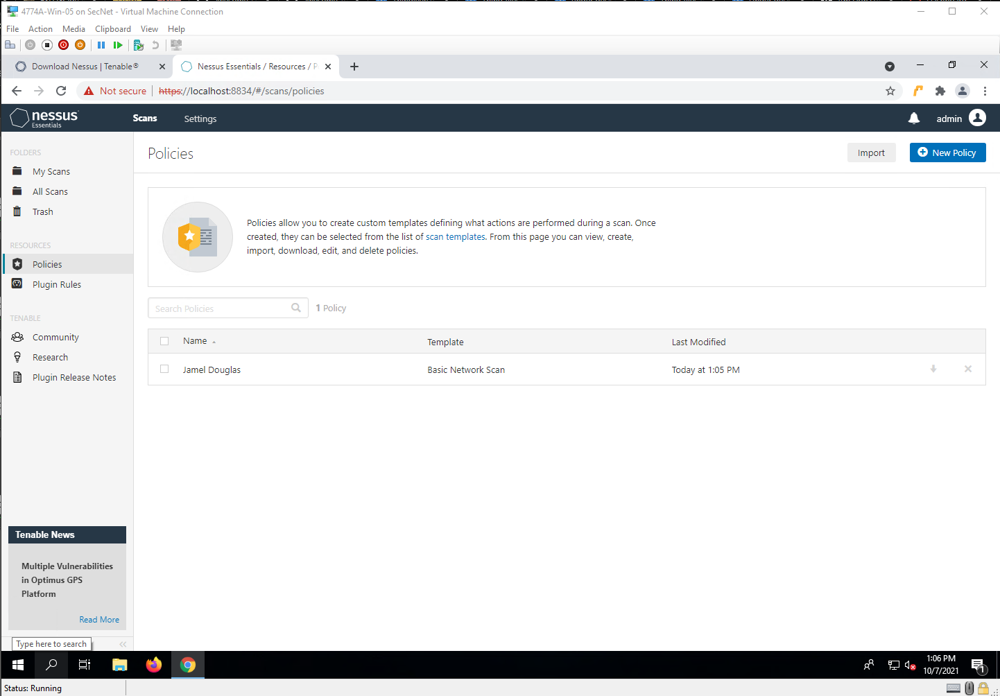 4774A-Win-05 on SecNet - Virtual Machine Connection
File Action Media Clipboard View Help
Download Nessus | Tenable®
Nessus Essentials / Resources / P
Not secure https://localhost:8834/#/scans/policies
nessus
Essentials
Scans
Settings
admin
FOLDERS
My Scans
All Scans
Trash
RESOURCES
Policies
Plugin Rules
TENABLE
Community
Research
Plugin Release Notes
Tenable News
Multiple Vulnerabilities
in Optimus GPS
Platform
Read More
Policies
Import
New Policy
Policies allow you to create custom templates defining what actions are performed during a scan. Once
created, they can be selected from the list of scan templates. From this page you can view, create,
import, download, edit, and delete policies.
Search Policies
1 Policy
Name Template Last Modified
Jamel Douglas Basic Network Scan Today at 1:05 PM
Type here to search
1:06 PM
10/7/2021
1
Status: Running